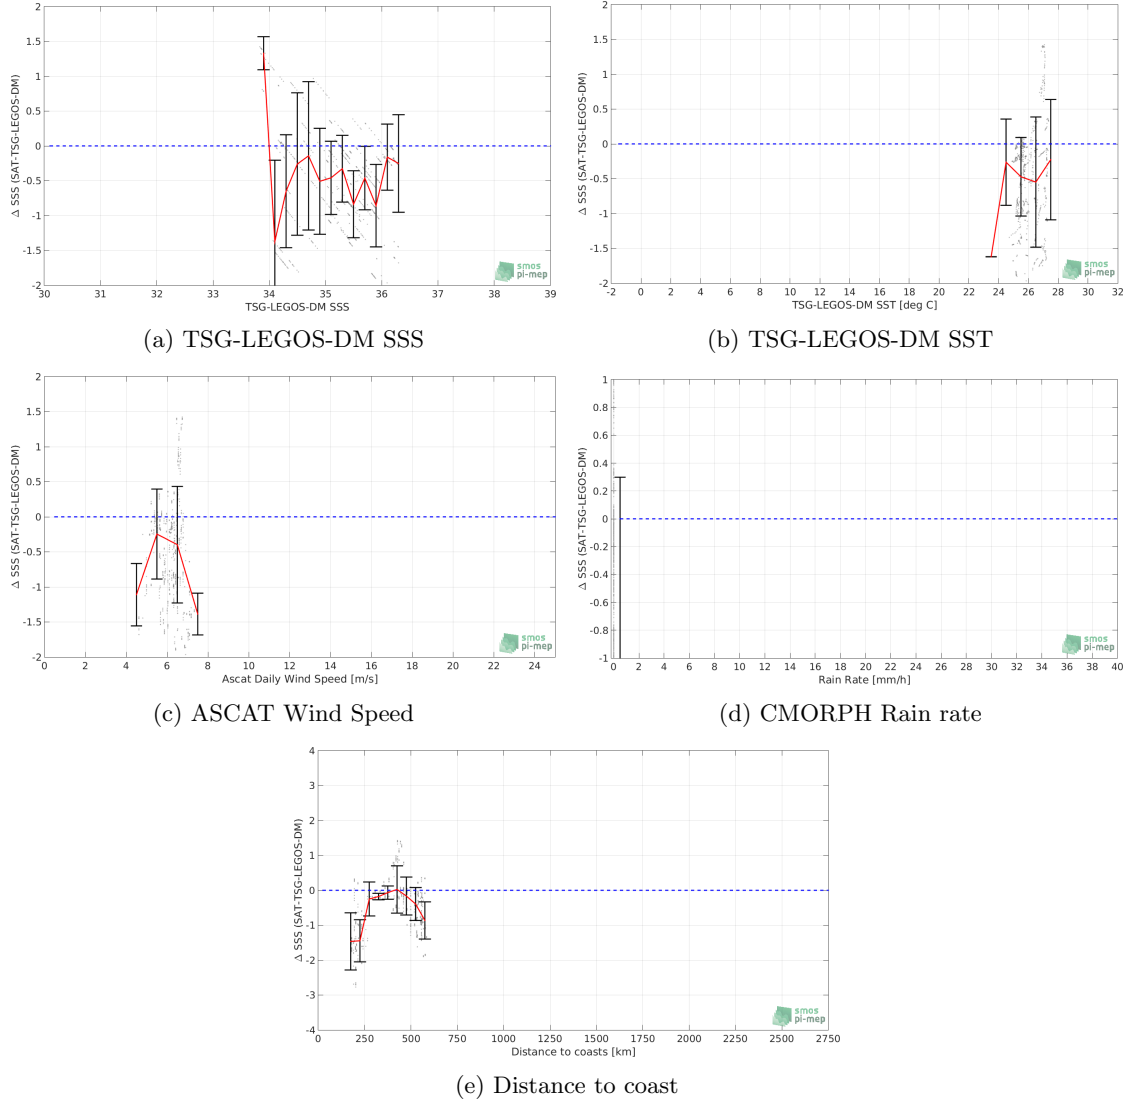 2
1.5
1
0.5
0
-0.5
-1
-1.5
-2
Δ SSS (SAT-TSG-LEGOS-DM)
30 31 32 33 34 35 36 37 38 39
TSG-LEGOS-DM SSS
smos
pi-mep
(a) TSG-LEGOS-DM SSS
2
1.5
1
0.5
0
-0.5
-1
-1.5
-2
Δ SSS (SAT-TSG-LEGOS-DM)
-2 0 2 4 6 8 10 12 14 16 18 20 22 24 26 28 30 32
TSG-LEGOS-DM SST [deg C]
smos
pi-mep
(b) TSG-LEGOS-DM SST
2
1.5
1
0.5
0
-0.5
-1
-1.5
-2
Δ SSS (SAT-TSG-LEGOS-DM)
0 2 4 6 8 10 12 14 16 18 20 22 24
Ascat Daily Wind Speed [m/s]
smos
pi-mep
(c) ASCAT Wind Speed
1
0.8
0.6
0.4
0.2
0
-0.2
-0.4
-0.6
-0.8
-1
Δ SSS (SAT-TSG-LEGOS-DM)
0 2 4 6 8 10 12 14 16 18 20 22 24 26 28 30 32 34 36 38 40
Rain Rate [mm/h]
smos
pi-mep
(d) CMORPH Rain rate
4
3
2
1
0
-1
-2
-3
-4
Δ SSS (SAT-TSG-LEGOS-DM)
0 250 500 750 1000 1250 1500 1750 2000 2250 2500 2750
Distance to coasts [km]
smos
pi-mep
(e) Distance to coast